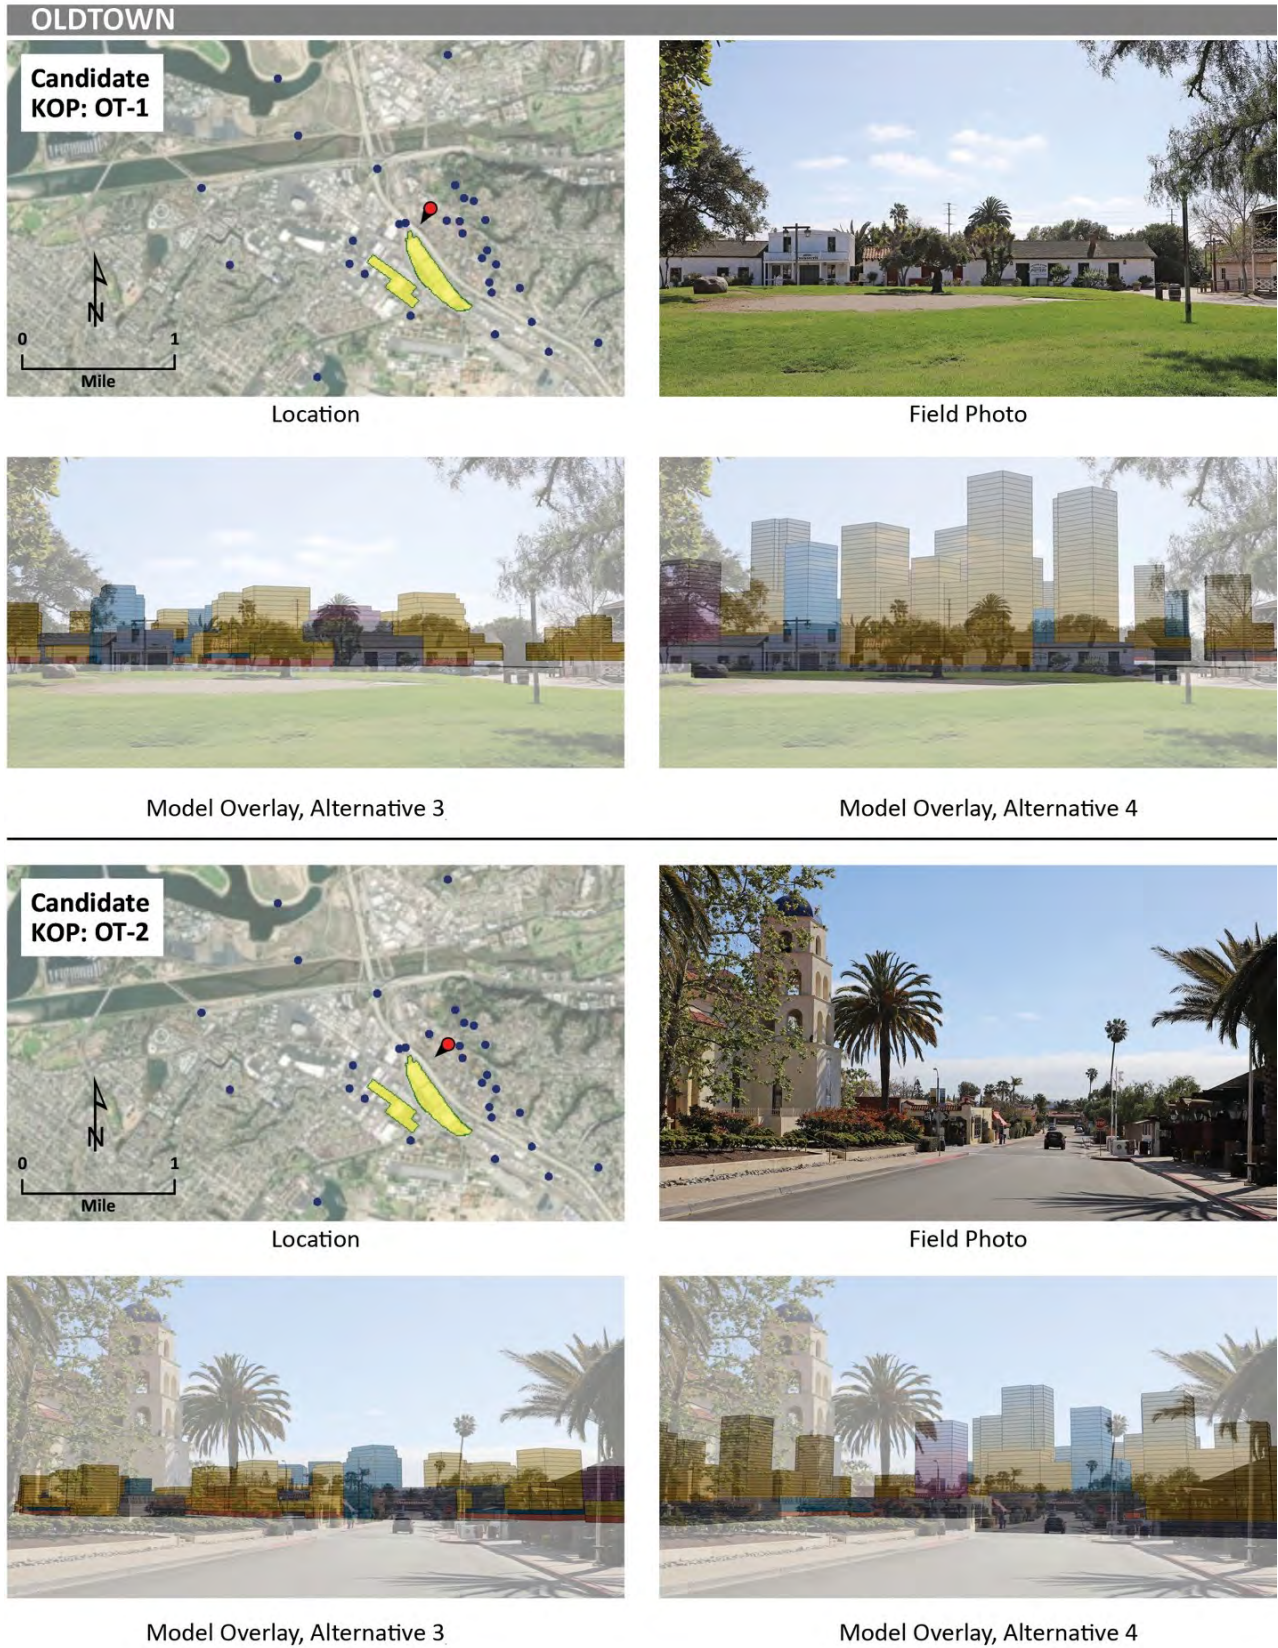 OLDTOWN
Candidate
KOP: OT-1
N
0
1
Mile
Location
Field Photo
Model Overlay, Alternative 3
Model Overlay, Alternative 4
Candidate
KOP: OT-2
N
0
1
Mile
Location
Field Photo
Model Overlay, Alternative 3
Model Overlay, Alternative 4